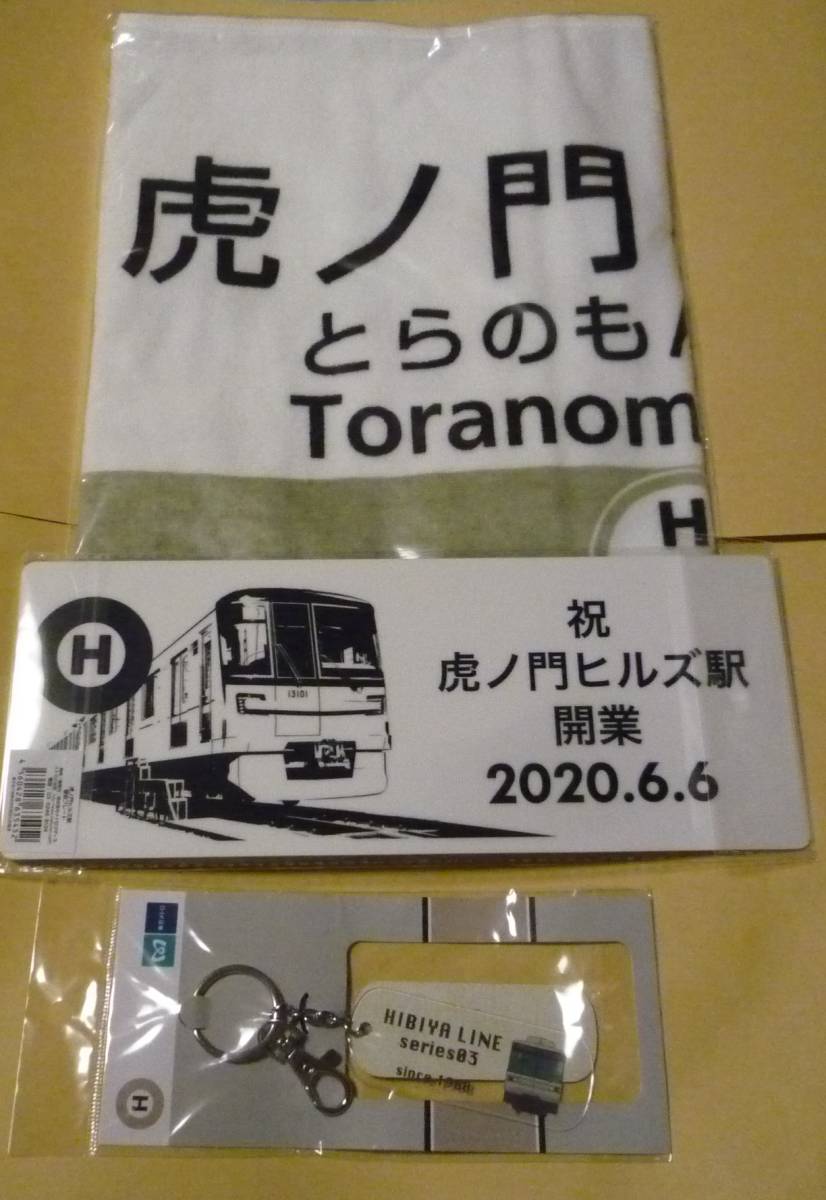 虎ノ門
とらのも
Toranom
H
H
13101
祝
虎ノ門ヒルズ駅
開業
2020.6.6
HIBIYA LINE
series03
since 1988
H